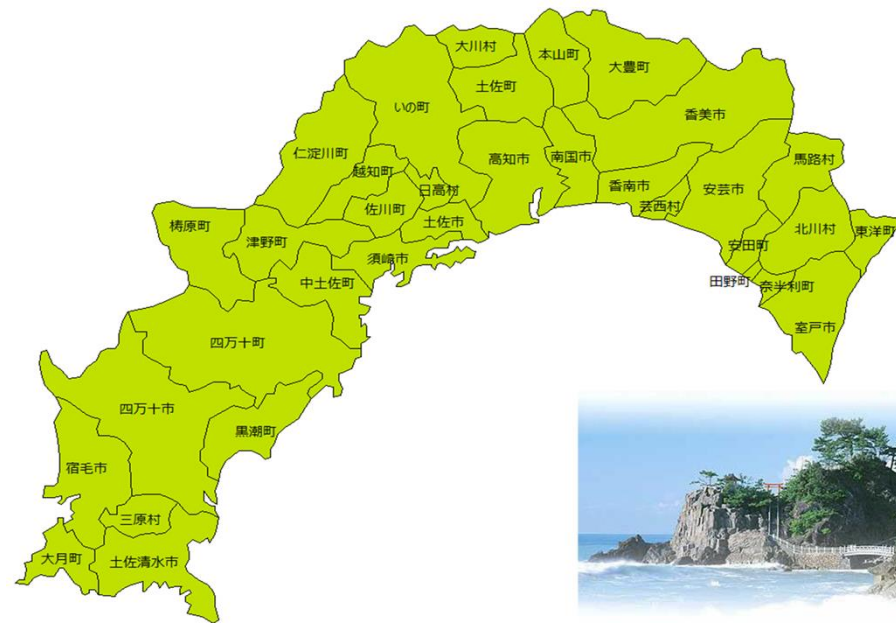 大川村
本山町
大豊町
土佐町
いの町
香美市
仁淀川町
高知市
南国市
馬路村
越知町
日高村
香南市
安芸市
芸西村
佐川町
土佐市
梼原町
津野町
北川村
東洋町
須崎市
安田町
中土佐町
田野町
奈半利町
室戸市
四万十町
四万十市
黒潮町
宿毛市
三原村
大月町
土佐清水市